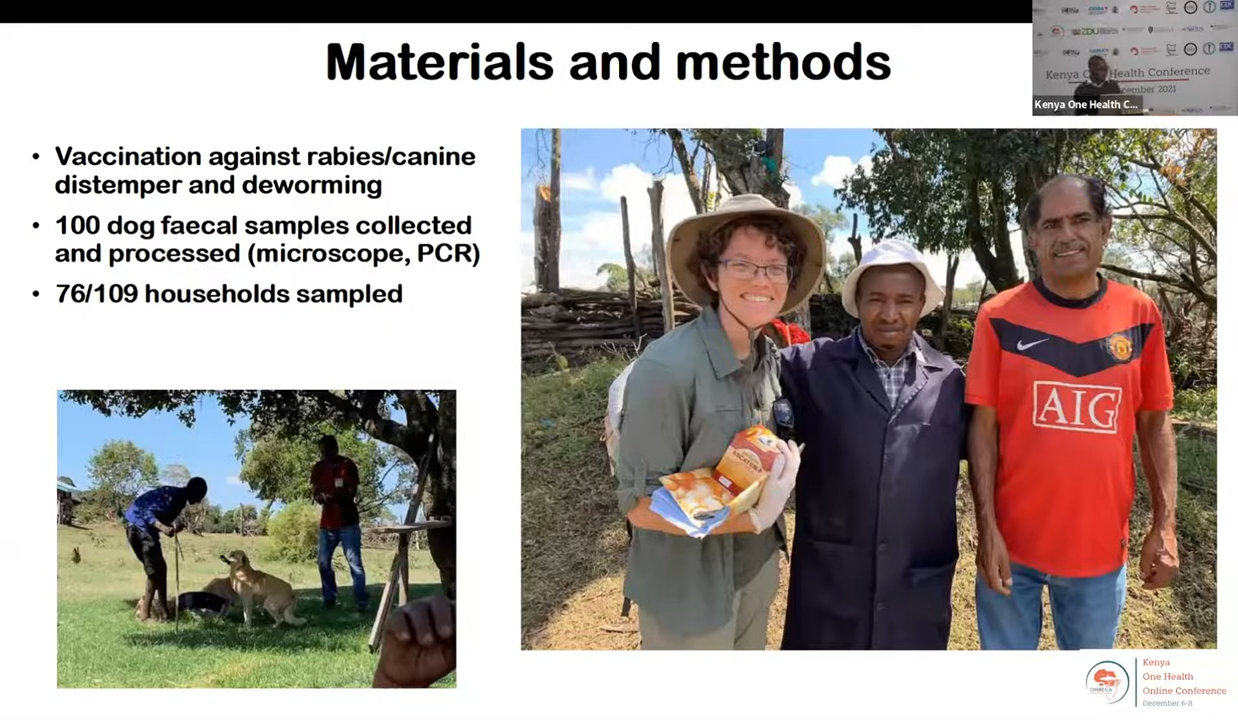 Materials and methods
Kenya One Health Conference
December 2021
Kenya One Health C...
• Vaccination against rabies/canine
distemper and deworming
• 100 dog faecal samples collected
and processed (microscope, PCR)
• 76/109 households sampled
AIG
OHRECA
Kenya
One Health
Online Conference
December 6-8